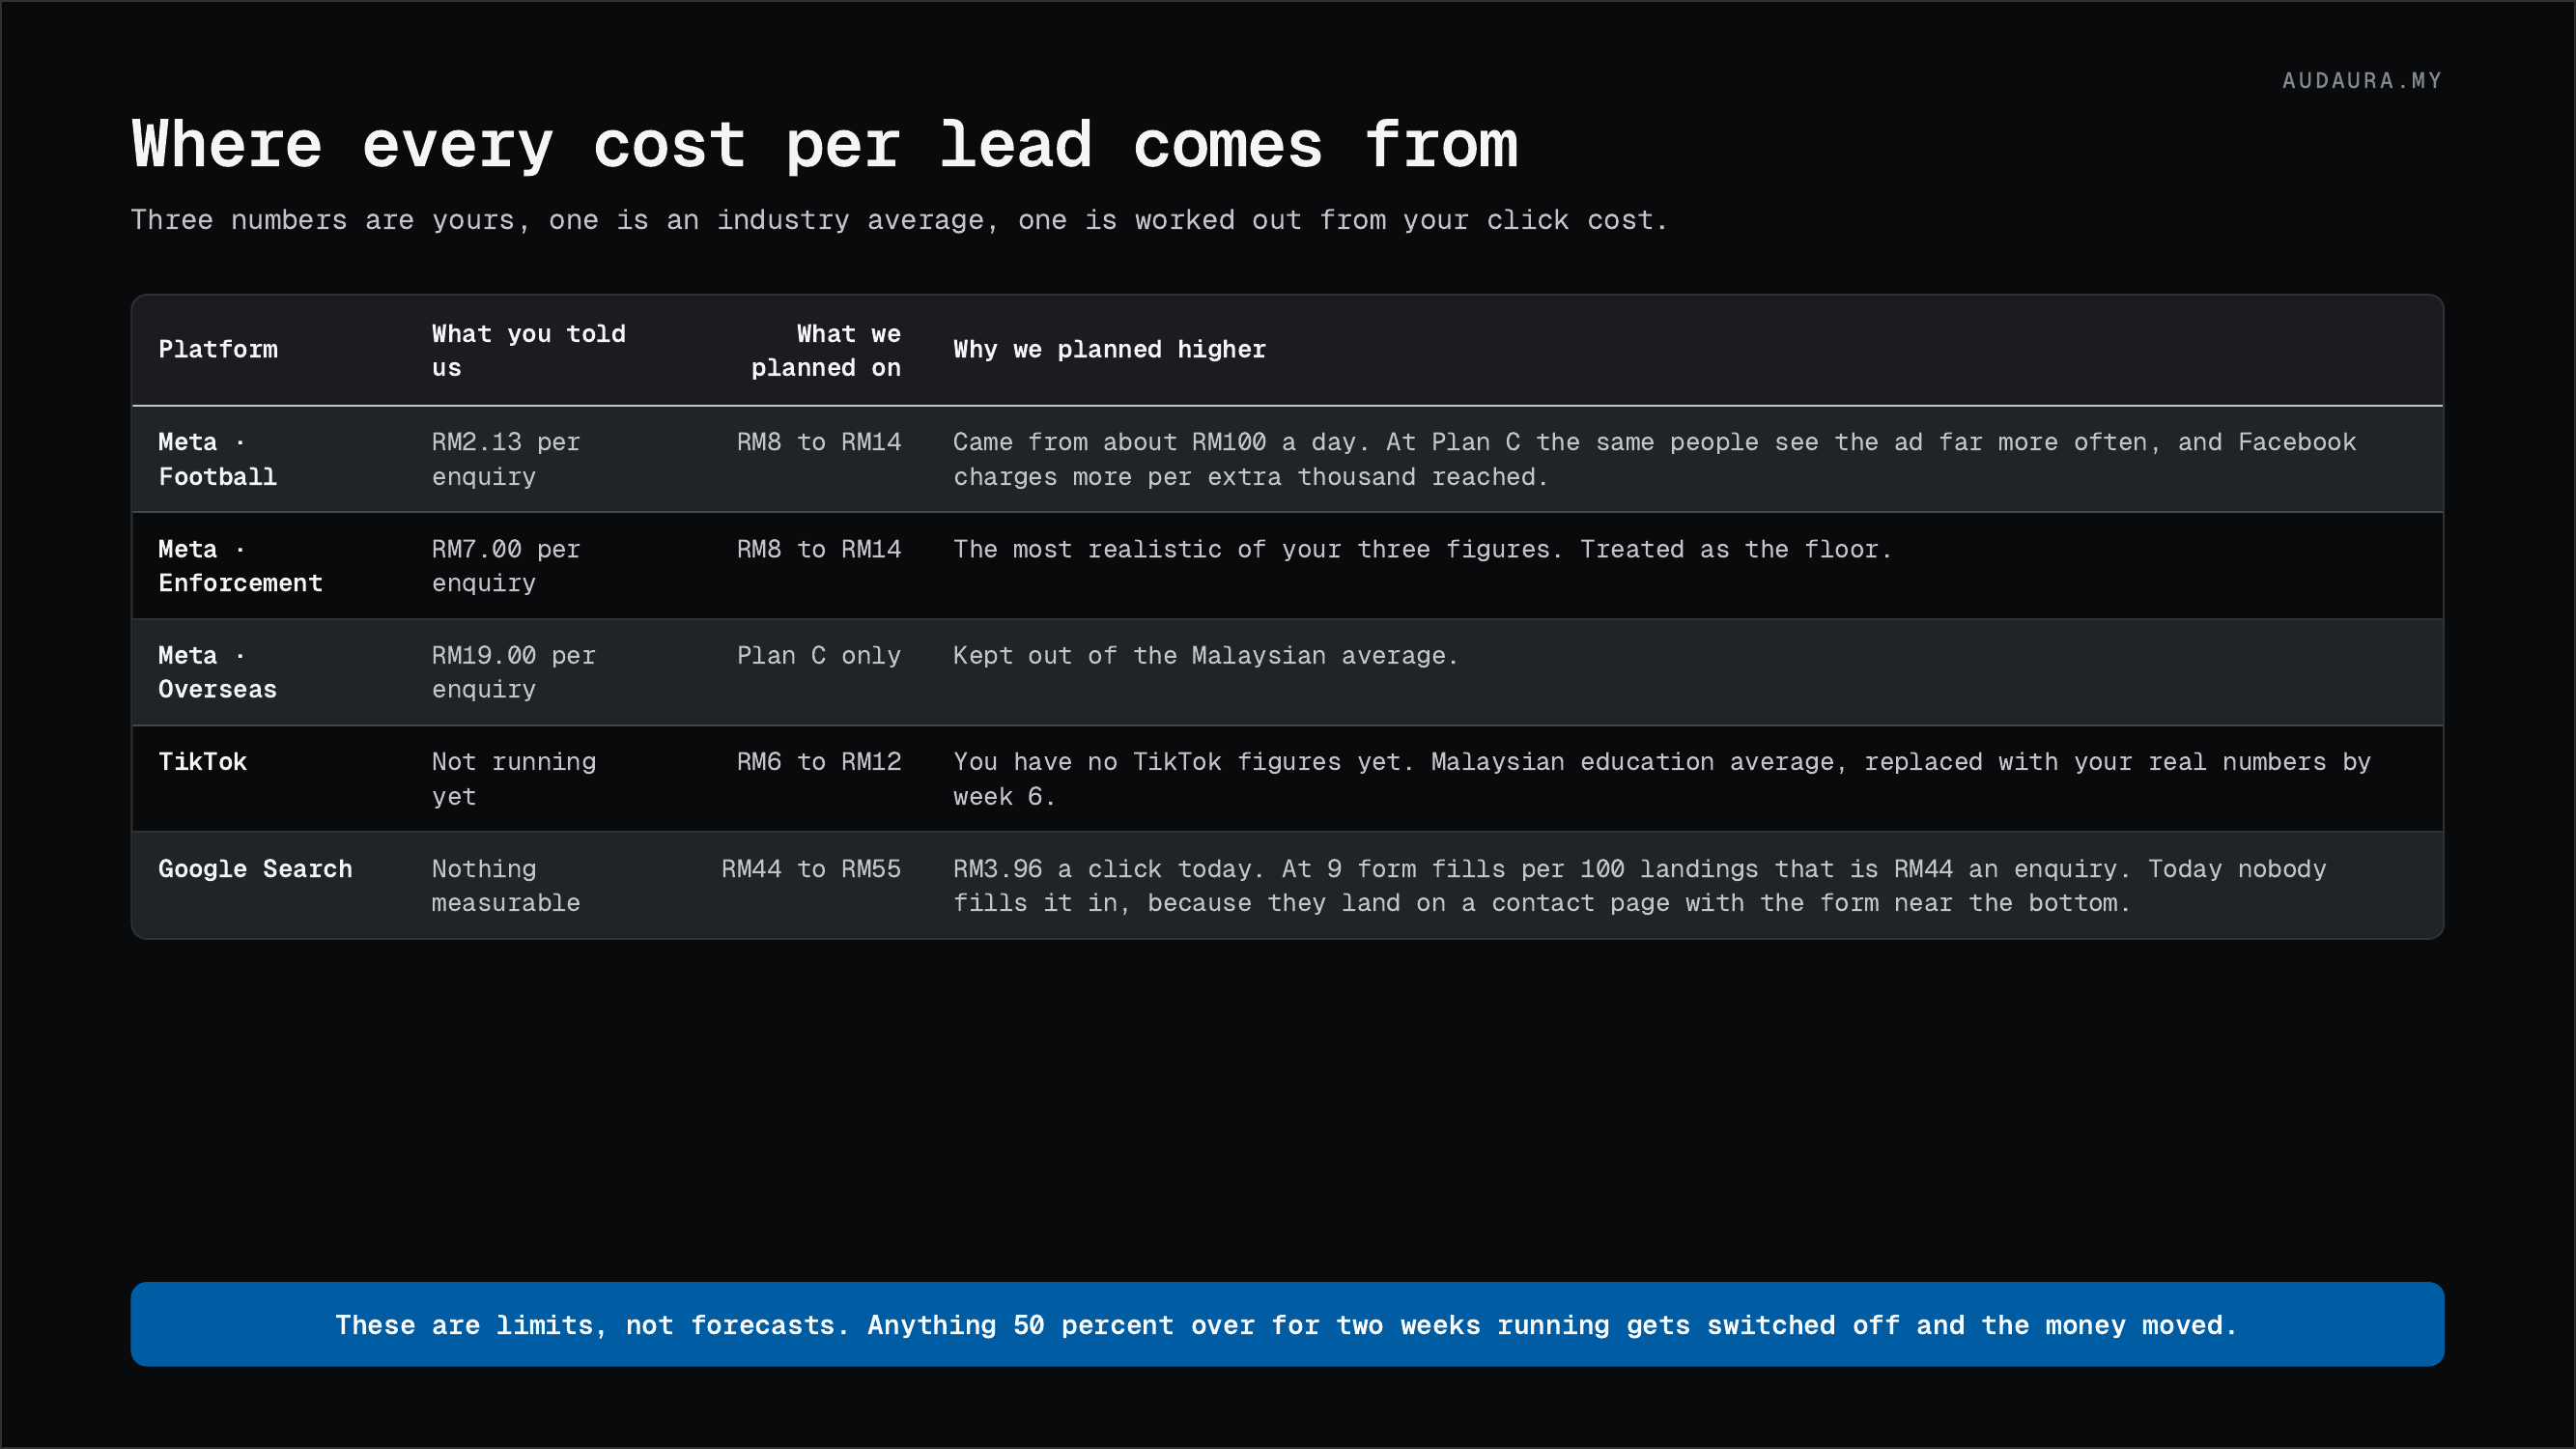 AUDAURA.MY
Where every cost per lead comes from
Three numbers are yours, one is an industry average, one is worked out from your click cost.
Platform
What you told
us
What we
planned on
Why we planned higher
Meta ·
Football
RM2.13 per
enquiry
RM8 to RM14
Came from about RM100 a day. At Plan C the same people see the ad far more often, and Facebook
charges more per extra thousand reached.
Meta ·
Enforcement
RM7.00 per
enquiry
RM8 to RM14
The most realistic of your three figures. Treated as the floor.
Meta ·
Overseas
RM19.00 per
enquiry
Plan C only
Kept out of the Malaysian average.
TikTok
Not running
yet
RM6 to RM12
You have no TikTok figures yet. Malaysian education average, replaced with your real numbers by
week 6.
Google Search
Nothing
measurable
RM44 to RM55
RM3.96 a click today. At 9 form fills per 100 landings that is RM44 an enquiry. Today nobody
fills it in, because they land on a contact page with the form near the bottom.
These are limits, not forecasts. Anything 50 percent over for two weeks running gets switched off and the money moved.